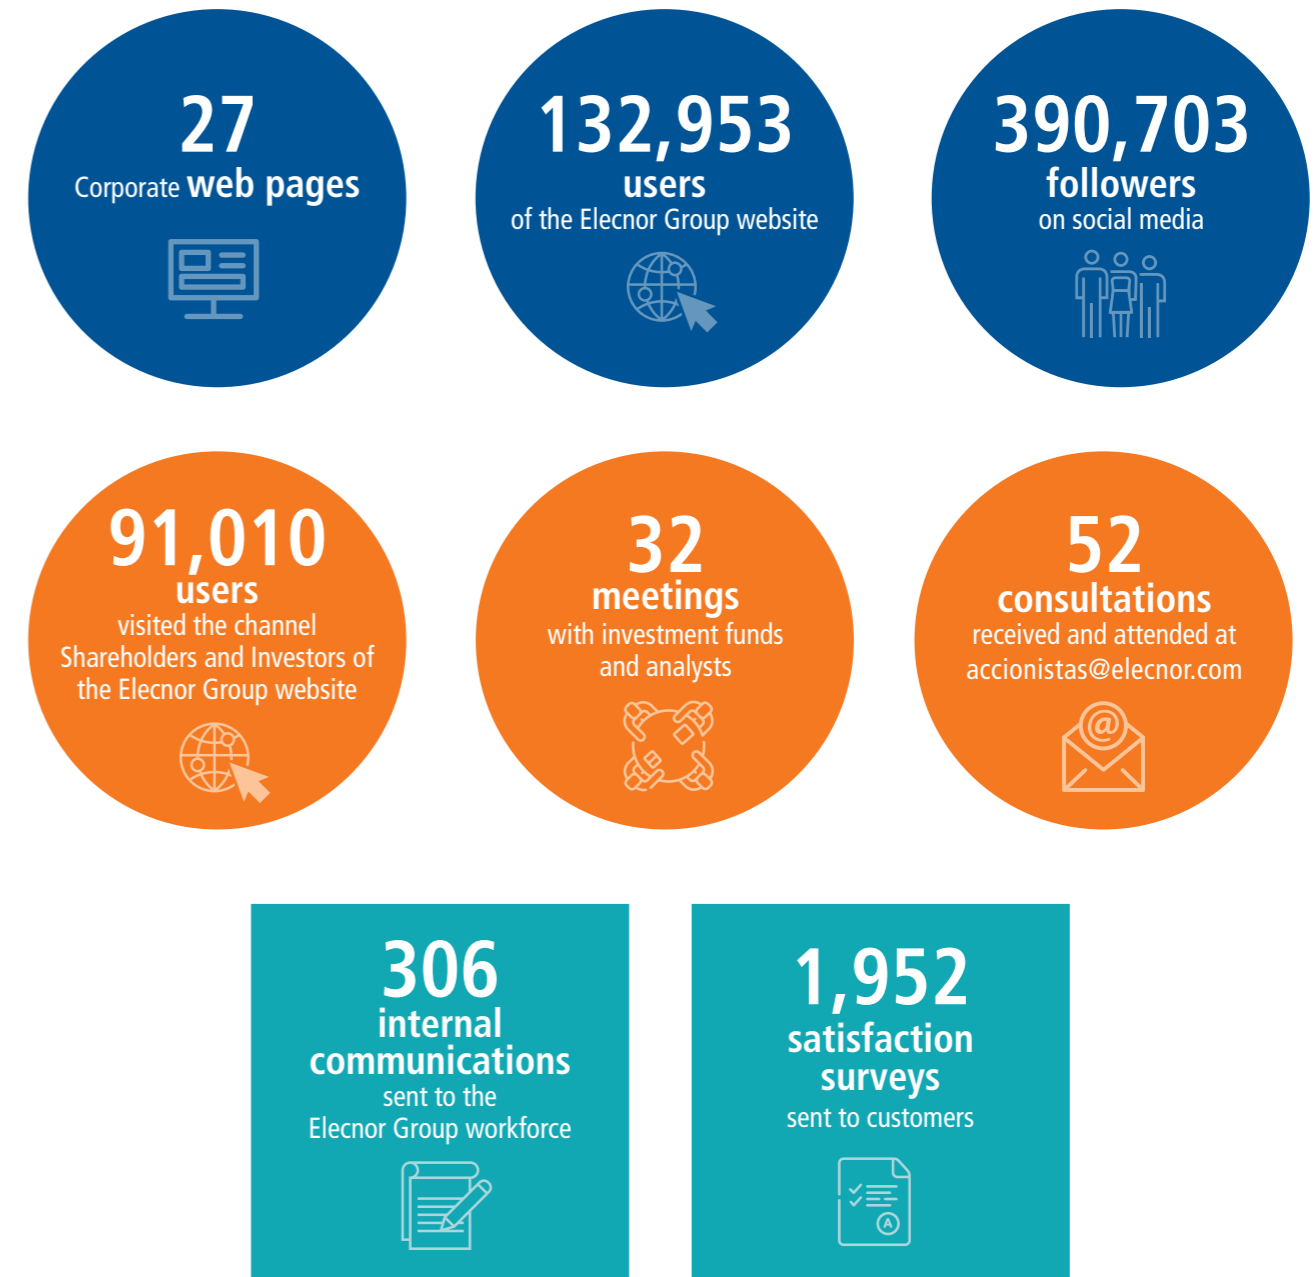 27
Corporate web pages
132,953
users
of the Elecnor Group website
390,703
followers
on social media
91,010
users
visited the channel
Shareholders and Investors of
the Elecnor Group website
32
meetings
with investment funds
and analysts
52
consultations
received and attended at
accionistas@elecnor.com
@
306
internal
communications
sent to the
Elecnor Group workforce
1,952
satisfaction
surveys
sent to customers
A